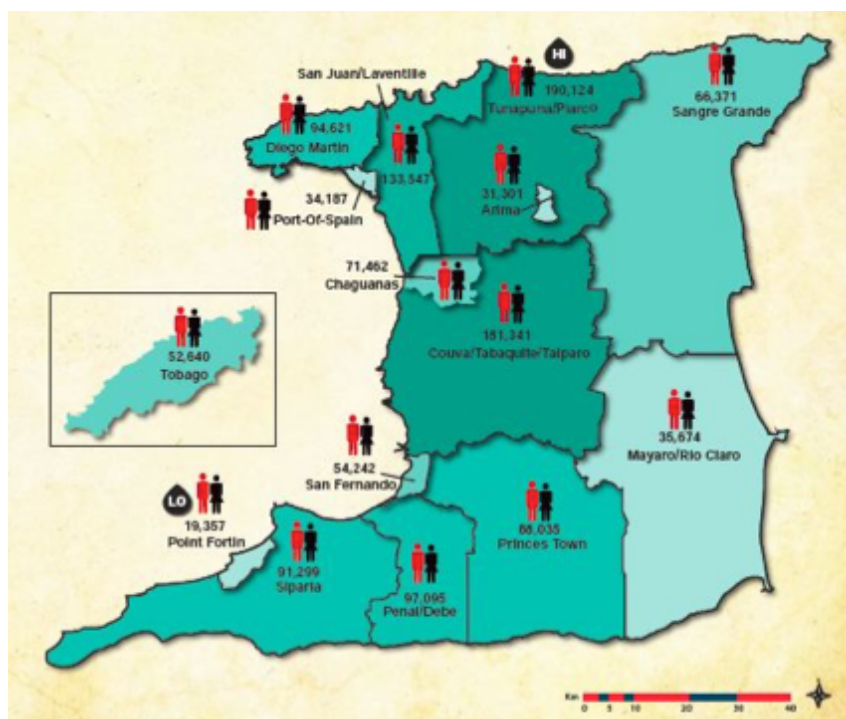 San Juan/Laventille
HI
190,124
Tunapuna/Piarco
66,371
Sangre Grande
94,621
Diego Martin
133,547
34,187
Port-Of-Spain
31,301
Arima
71,462
Chaguanas
181,341
Couva/Tabaquite/Talparo
52,640
Tobago
35,674
Mayaro/Rio Claro
54,242
San Fernando
LO
19,357
Point Fortin
88,035
Princes Town
91,299
Siparia
97,095
Penal/Debe
Km
0 5 10 20 30 40